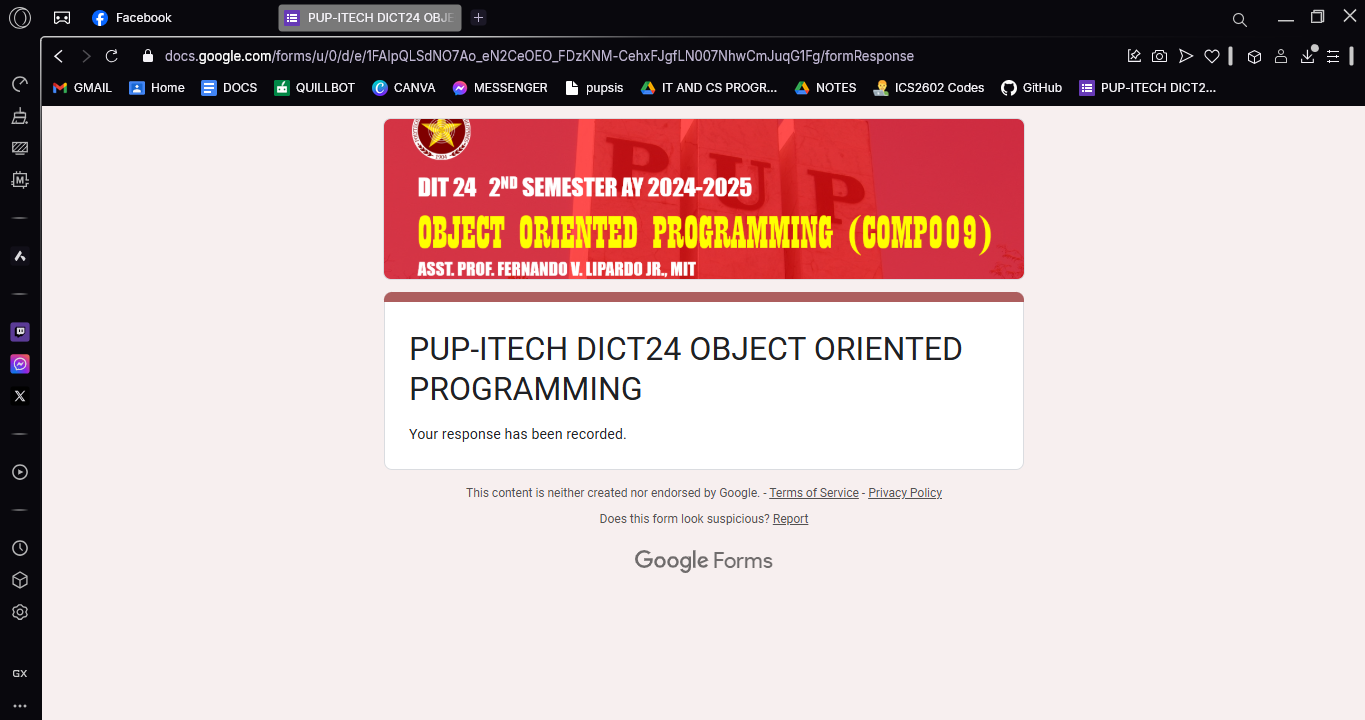 Facebook
PUP-ITECH DICT24 OBJE
docs.google.com/forms/u/0/d/e/1FAIpQLSdNO7Ao_eN2CeOEO_FDzKNM-CehxFJgfLN007NhwCmJuqG1Fg/formResponse
GMAIL
Home
DOCS
QUILLBOT
CANVA
MESSENGER
pupsis
IT AND CS PROGR...
NOTES
ICS2602 Codes
GitHub
PUP-ITECH DICT2...
1904
PUP
DIT 24 2ND SEMESTER AY 2024-2025
OBJECT ORIENTED PROGRAMMING (COMP009)
ASST. PROF. FERNANDO V. LIPARDO JR., MIT
PUP-ITECH DICT24 OBJECT ORIENTED
PROGRAMMING
Your response has been recorded.
This content is neither created nor endorsed by Google. - Terms of Service - Privacy Policy
Does this form look suspicious? Report
Google Forms
GX